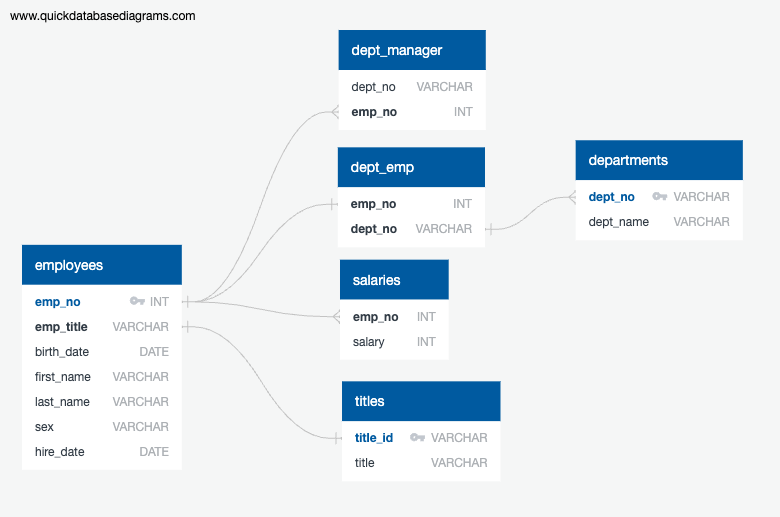 www.quickdatabasediagrams.com
dept_manager
dept_no VARCHAR
emp_no INT
dept_emp
emp_no INT
dept_no VARCHAR
departments
dept_no VARCHAR
dept_name VARCHAR
employees
emp_no INT
emp_title VARCHAR
birth_date DATE
first_name VARCHAR
last_name VARCHAR
sex VARCHAR
hire_date DATE
salaries
emp_no INT
salary INT
titles
title_id VARCHAR
title VARCHAR